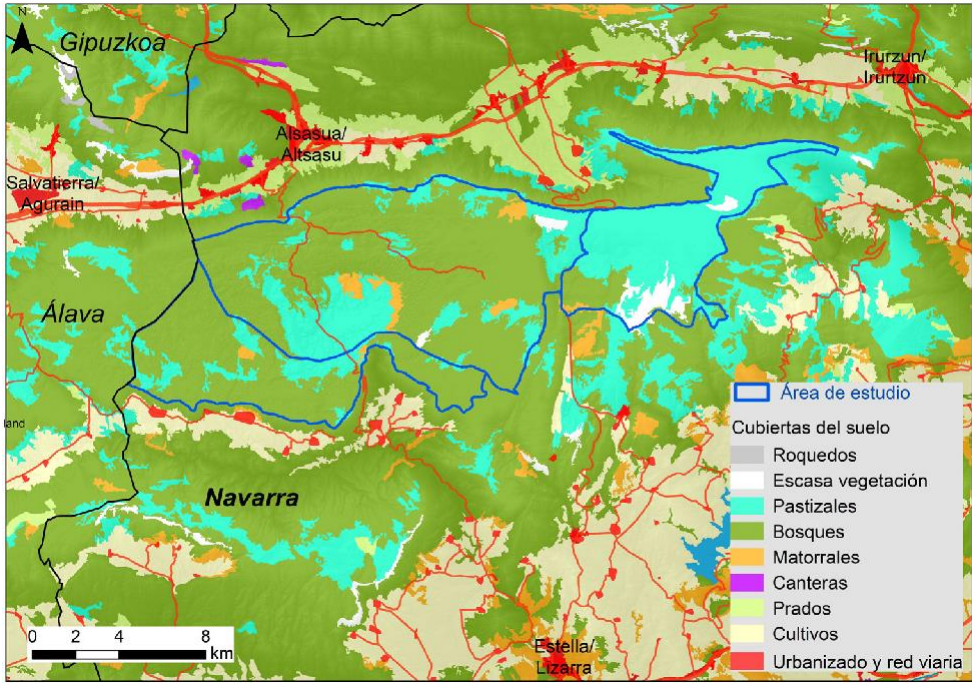 N
Gipuzkoa
Irurzun/
Irurtzun
Alsasua/
Altsasu
Salvatierra/
Agurain
Álava
land
Navarra
Estella/
Lizarra
Área de estudio
Cubiertas del suelo
Roquedos
Escasa vegetación
Pastizales
Bosques
Matorrales
Canteras
Prados
Cultivos
Urbanizado y red viaria
0 2 4 8
km